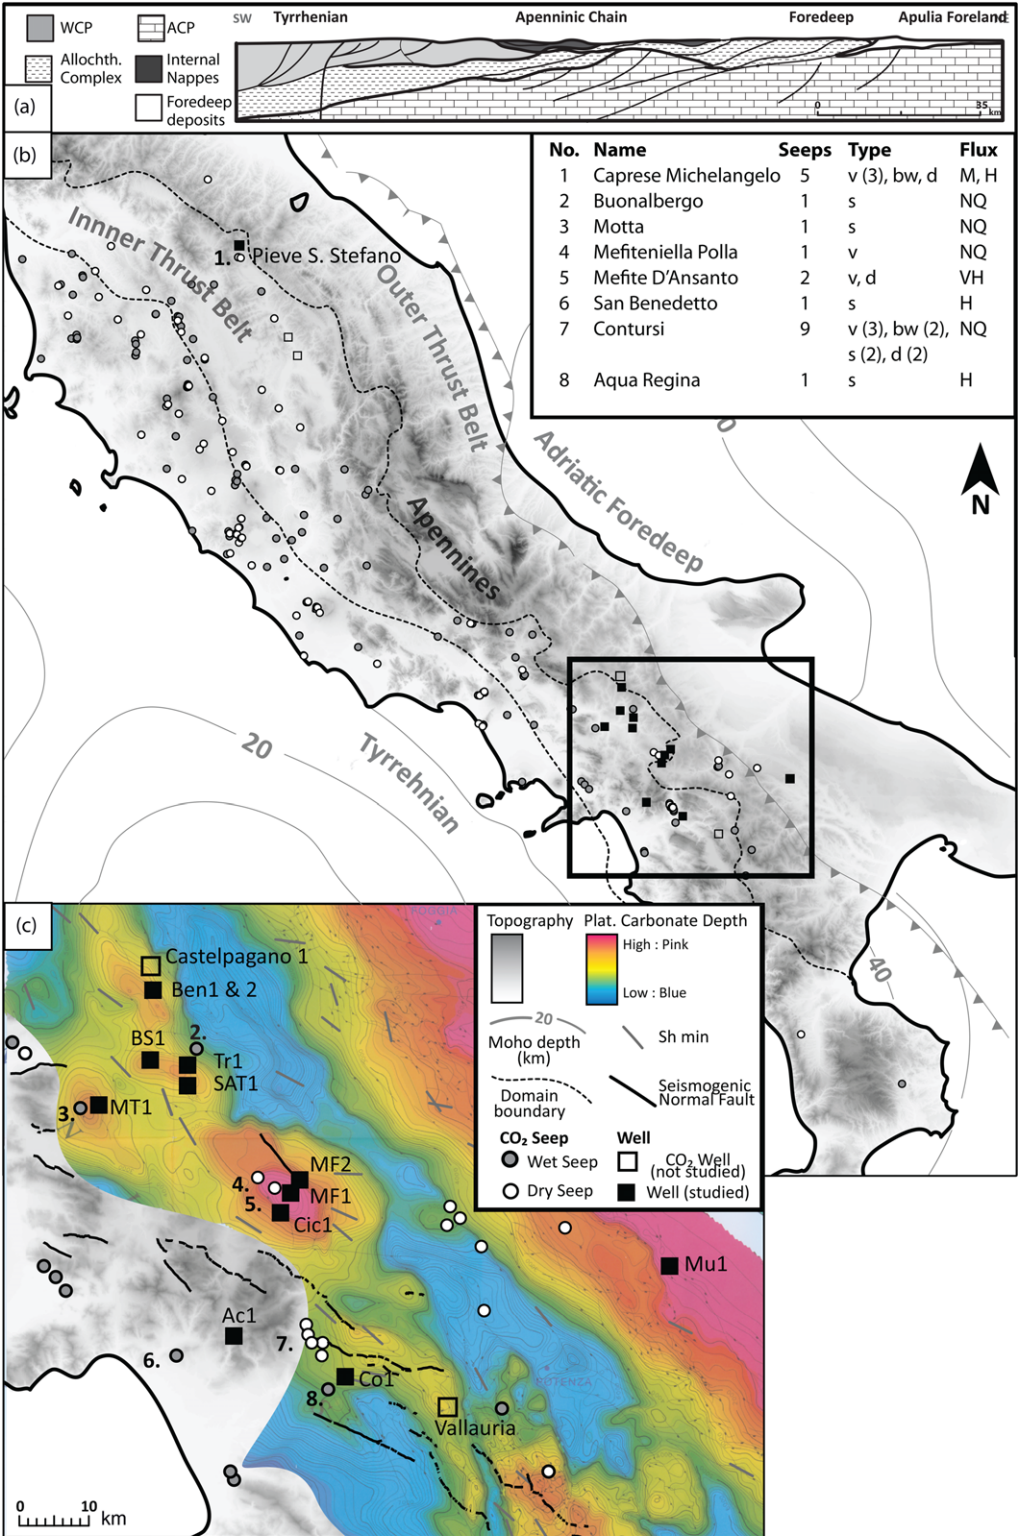 SW Tyrrhenian Apenninic Chain Foredeep Apulia Foreland NE
WCP
ACP
Allochth.
Complex
Internal
Nappes
Foredeep
deposits
0 35
km
(a)
(b)
No. Name Seeps Type Flux
1 Caprese Michelangelo 5 v (3), bw, d M, H
2 Buonalbergo 1 s NQ
3 Motta 1 s NQ
4 Mefiteniella Polla 1 v NQ
5 Mefite D'Ansanto 2 v, d VH
6 San Benedetto 1 s H
7 Contursi 9 v (3), bw (2), NQ
s (2), d (2)
8 Aqua Regina 1 s H
Innner Thrust Belt
1. Pieve S. Stefano
Outer Thrust Belt
Adriatic Foredeep
N
Apennines
20
Tyrrehnian
40
(c)
FOGGIA
Castelpagano 1
Ben1 & 2
BS1
2.
Tr1
SAT1
3. MT1
MF2
4.
MF1
5.
Cic1
Mu1
Ac1
7.
6.
Co1
8.
POTENZA
Vallauria
0 10
km
Topography
Plat. Carbonate Depth
High : Pink
Low : Blue
20
Moho depth
(km)
Sh min
Domain
boundary
Seismogenic
Normal Fault
CO₂ Seep
Wet Seep
Dry Seep
Well
CO₂ Well
(not studied)
Well (studied)